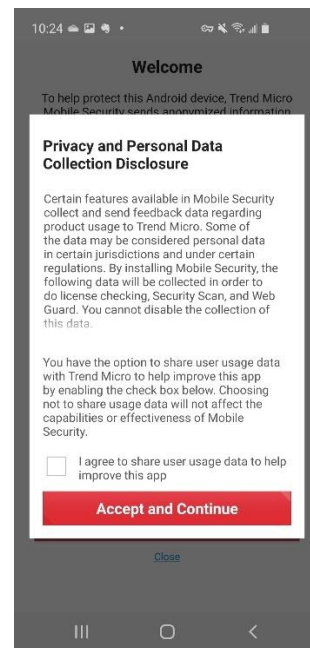 10:24
Welcome
To help protect this Android device, Trend Micro
Mobile Security sends anonymized information
Privacy and Personal Data
Collection Disclosure
Certain features available in Mobile Security
collect and send feedback data regarding
product usage to Trend Micro. Some of
the data may be considered personal data
in certain jurisdictions and under certain
regulations. By installing Mobile Security, the
following data will be collected in order to
do license checking, Security Scan, and Web
Guard. You cannot disable the collection of
this data.
You have the option to share user usage data
with Trend Micro to help improve this app
by enabling the check box below. Choosing
not to share usage data will not affect the
capabilities or effectiveness of Mobile
Security.
I agree to share user usage data to help
improve this app
Accept and Continue
Close